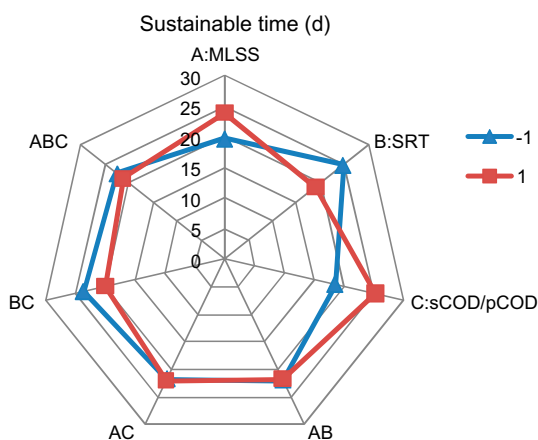 Sustainable time (d)
A:MLSS
30
25
20
15
10
5
0
B:SRT
C:sCOD/pCOD
AB
AC
BC
ABC
-1
1